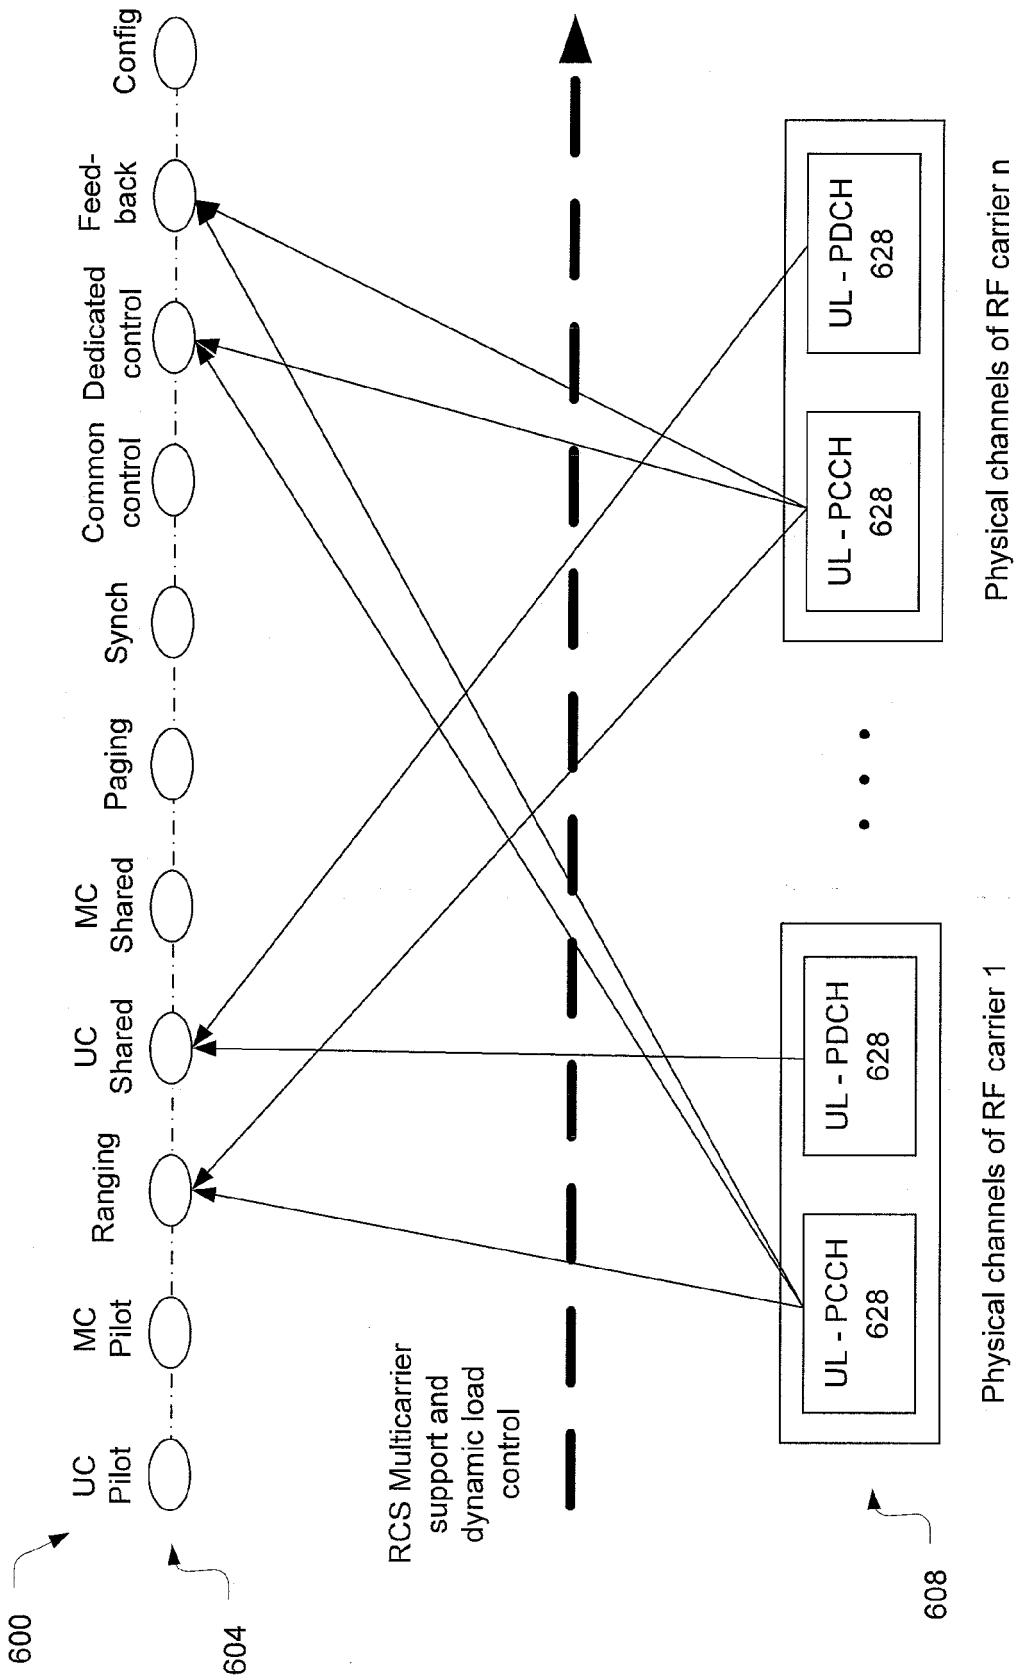 600
604
UC
Pilot
MC
Pilot
Ranging
UC
Shared
MC
Shared
Paging
Synch
Common
control
Dedicated
control
Feed-
back
Config
RCS Multicarrier
support and
dynamic load
control
608
UL - PCCH
628
UL - PDCH
628
UL - PCCH
628
UL - PDCH
628
Physical channels of RF carrier 1
Physical channels of RF carrier n